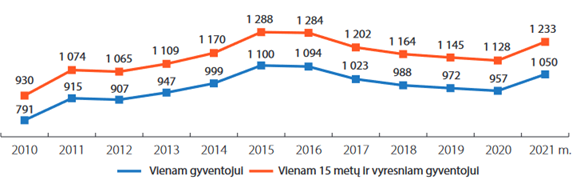 1 288 1 284
1 233
1 170 1 202
1 164 1 145 1 128
1 074 1 065 1 109
930
1 100 1 094
1 050
999 1 023 988 972 957
915 907 947
791
2010 2011 2012 2013 2014 2015 2016 2017 2018 2019 2020 2021 m.
Vienam gyventojui Vienam 15 metų ir vyresniam gyventojui